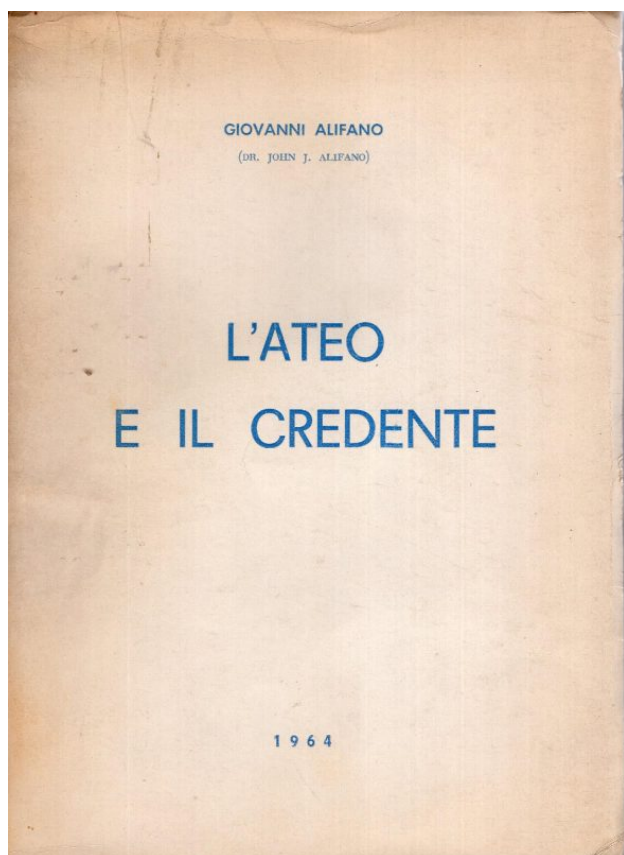 GIOVANNI ALIFANO
(DR. JOHN J. ALIFANO)
L'ATEO
E IL CREDENTE
1964